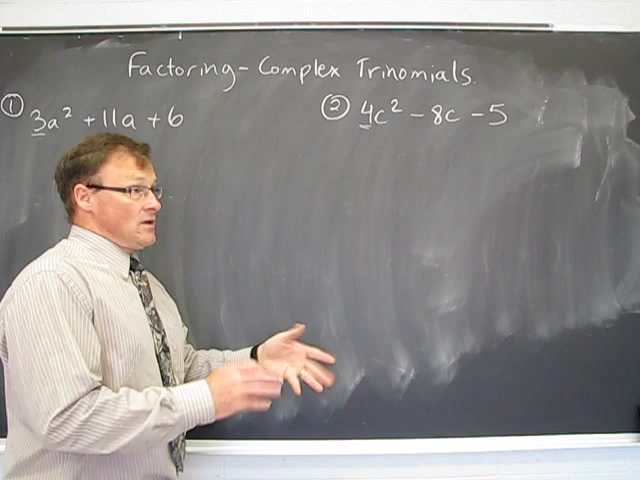 Factoring - Complex Trinomials.
① 3a² + 11a + 6
② 4c² - 8c - 5